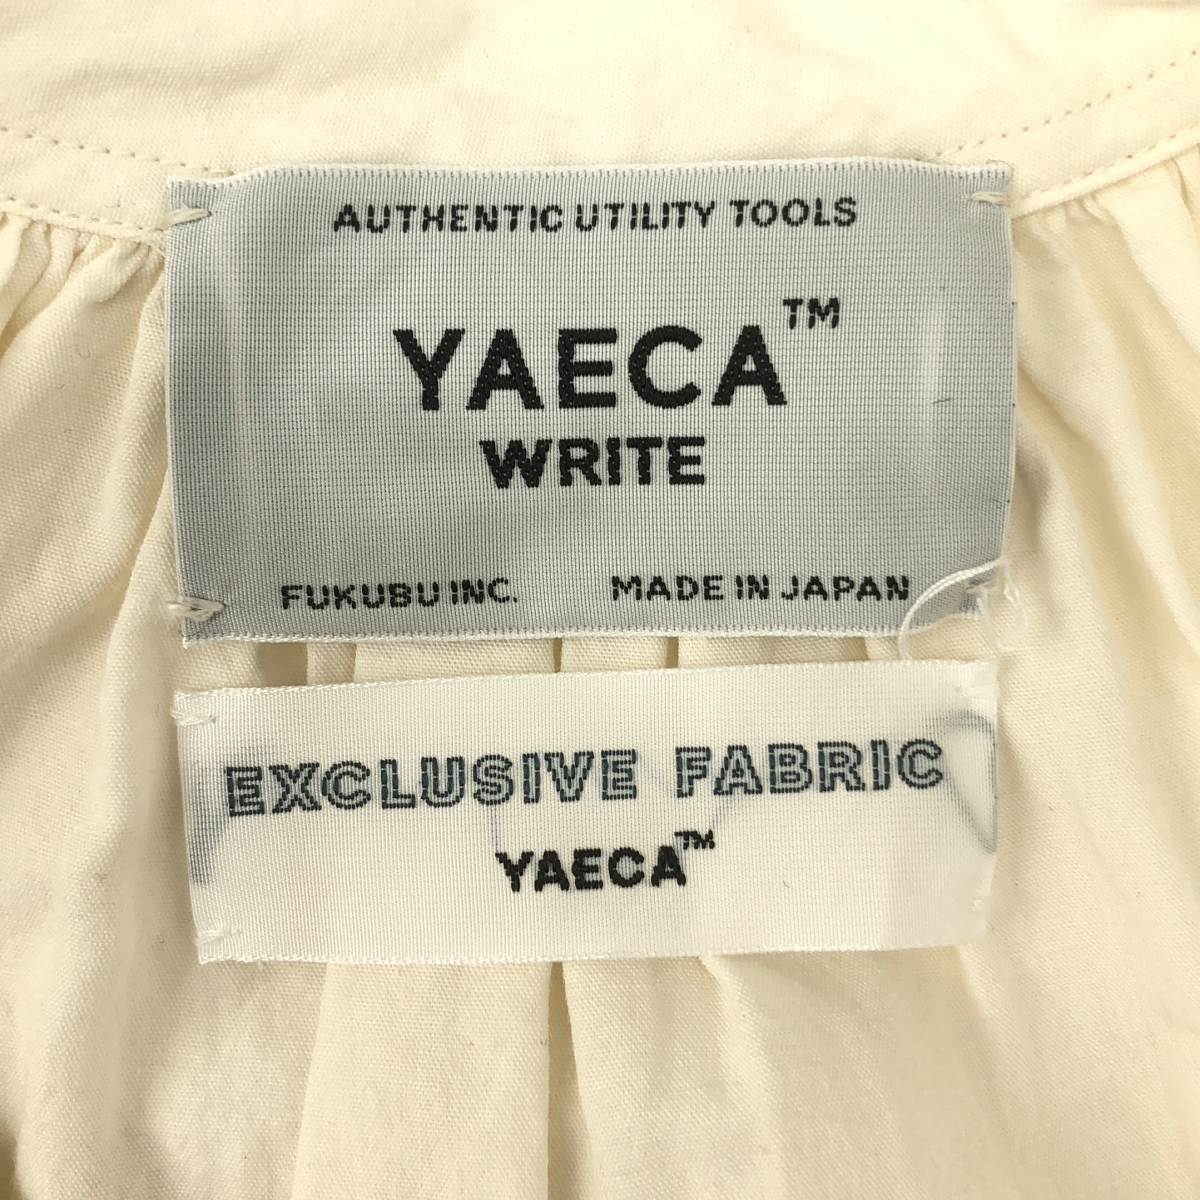 AUTHENTIC UTILITY TOOLS
YAECA™
WRITE
FUKUBU INC. MADE IN JAPAN
EXCLUSIVE FABRIC
YAECA™